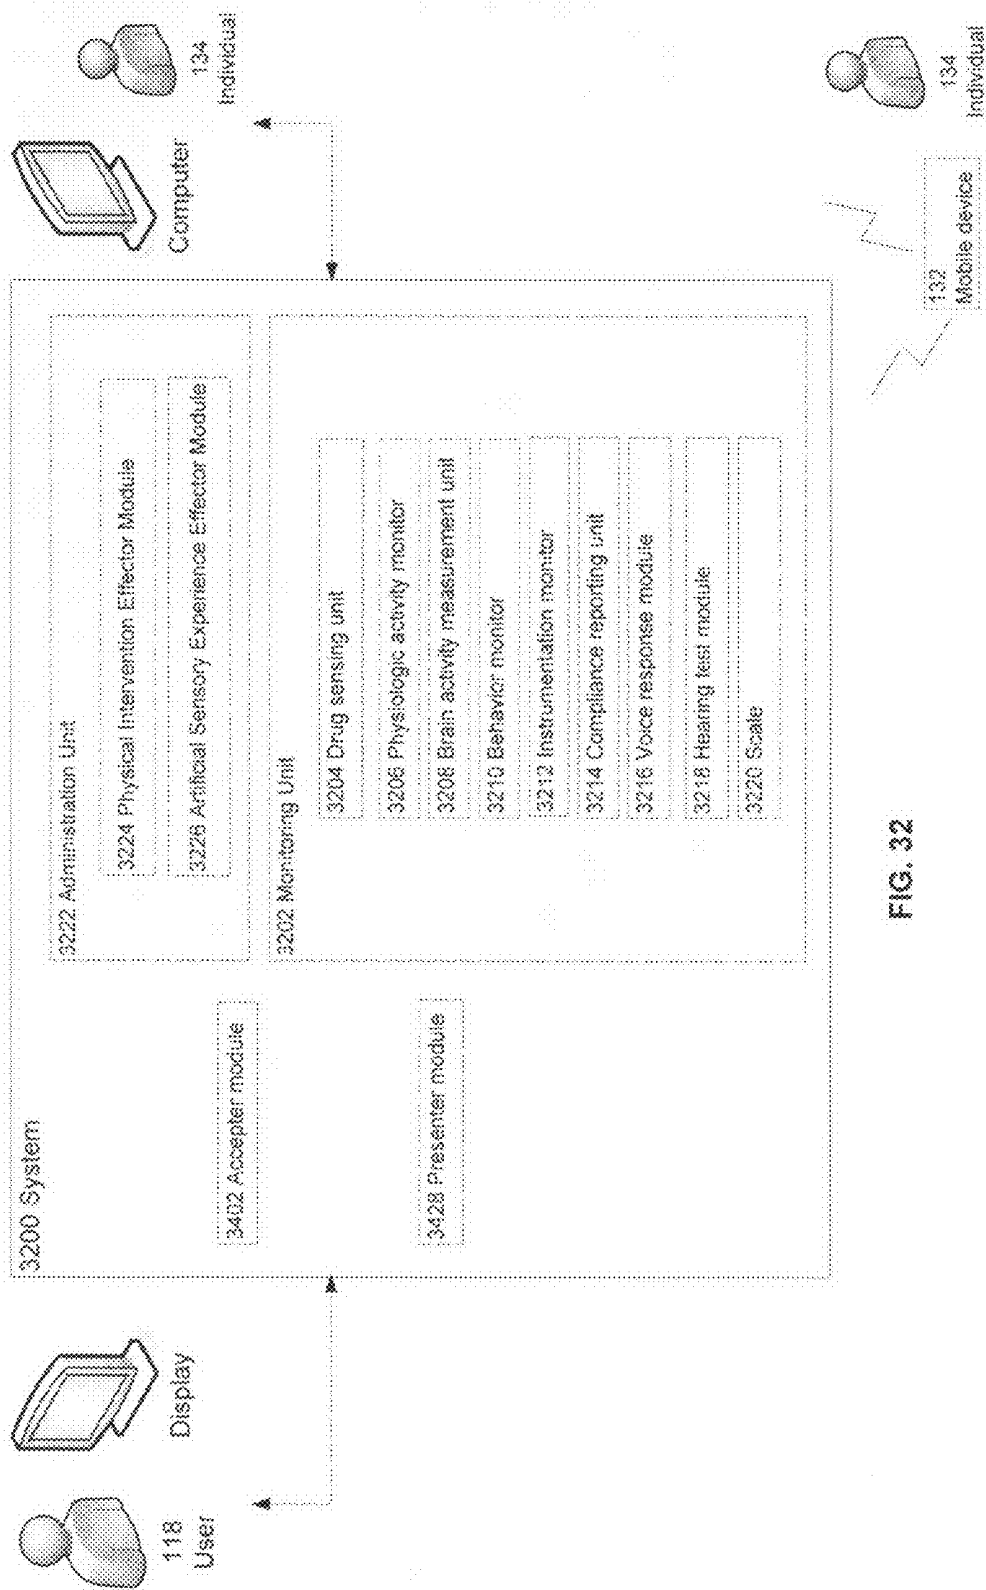 118
User
Display
3200 System
3402 Accepter module
3428 Presenter module
3222 Administration Unit
3224 Physical Intervention Effector Module
3226 Artificial Sensory Experience Effector Module
3202 Monitoring Unit
3204 Drug sensing unit
3206 Physiologic activity monitor
3208 Brain activity measurement unit
3210 Behavior monitor
3212 Instrumentation monitor
3214 Compliance reporting unit
3216 Voice response module
3218 Hearing test module
3220 Scale
Computer
134
Individual
132
Mobile device
134
Individual
FIG. 32